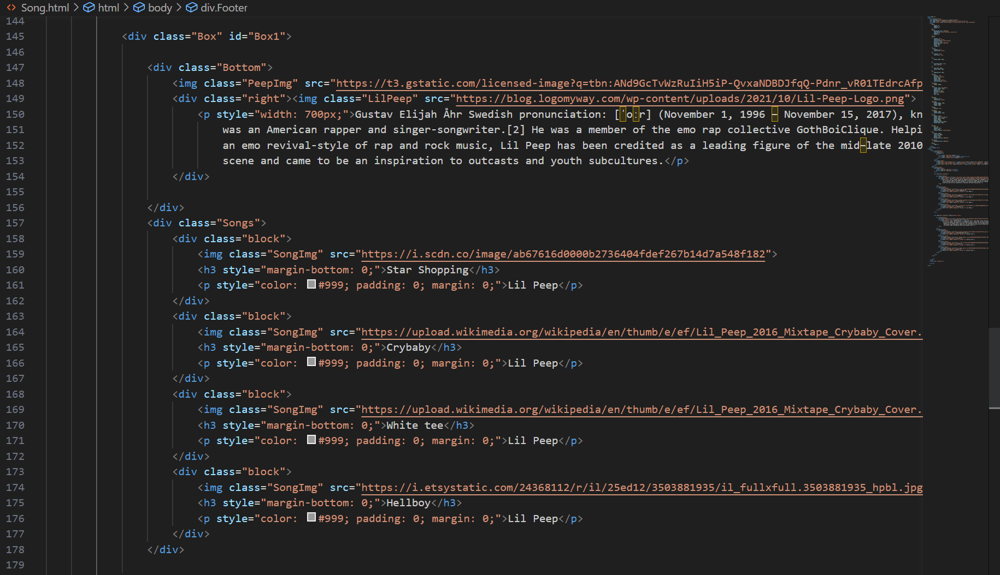 Song.html > html > body > div.Footer
144
145 <div class="Box" id="Box1">
146
147 <div class="Bottom">
148 <img class="PeepImg" src="https://t3.gstatic.com/licensed-image?q=tbn:ANd9GcTvWzRuIiH5iP-QvxaNDBDJfqQ-Pdnr_vR01TEdrcAfp
149 <div class="right"><img class="LilPeep" src="https://blog.logomyway.com/wp-content/uploads/2021/10/Lil-Peep-Logo.png">
150 <p style="width: 700px;">Gustav Elijah Åhr Swedish pronunciation: [ˈoːr] (November 1, 1996 – November 15, 2017), kn
151 was an American rapper and singer-songwriter.[2] He was a member of the emo rap collective GothBoiClique. Helpi
152 an emo revival-style of rap and rock music, Lil Peep has been credited as a leading figure of the mid–late 2010
153 scene and came to be an inspiration to outcasts and youth subcultures.</p>
154 </div>
155
156 </div>
157 <div class="Songs">
158 <div class="block">
159 <img class="SongImg" src="https://i.scdn.co/image/ab67616d0000b2736404fdef267b14d7a548f182">
160 <h3 style="margin-bottom: 0;">Star Shopping</h3>
161 <p style="color: #999; padding: 0; margin: 0;">Lil Peep</p>
162 </div>
163 <div class="block">
164 <img class="SongImg" src="https://upload.wikimedia.org/wikipedia/en/thumb/e/ef/Lil_Peep_2016_Mixtape_Crybaby_Cover.
165 <h3 style="margin-bottom: 0;">Crybaby</h3>
166 <p style="color: #999; padding: 0; margin: 0;">Lil Peep</p>
167 </div>
168 <div class="block">
169 <img class="SongImg" src="https://upload.wikimedia.org/wikipedia/en/thumb/e/ef/Lil_Peep_2016_Mixtape_Crybaby_Cover.
170 <h3 style="margin-bottom: 0;">White tee</h3>
171 <p style="color: #999; padding: 0; margin: 0;">Lil Peep</p>
172 </div>
173 <div class="block">
174 <img class="SongImg" src="https://i.etsystatic.com/24368112/r/il/25ed12/3503881935/il_fullxfull.3503881935_hpbl.jpg
175 <h3 style="margin-bottom: 0;">Hellboy</h3>
176 <p style="color: #999; padding: 0; margin: 0;">Lil Peep</p>
177 </div>
178 </div>
179